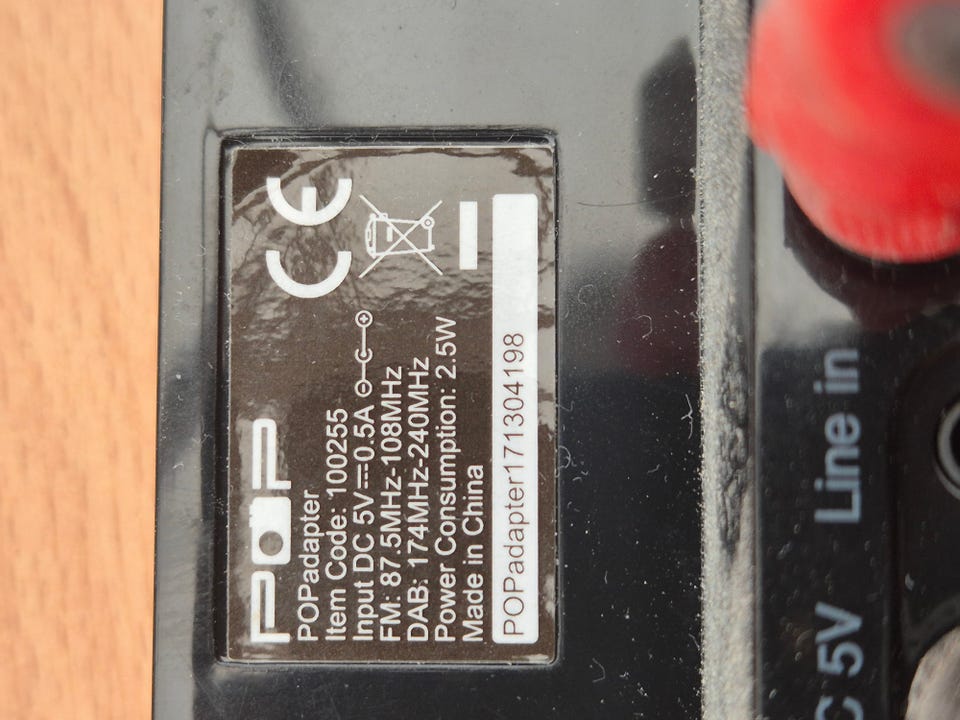 POP
POPadapter
Item Code: 100255
Input DC 5V⎓0.5A
FM: 87.5MHz-108MHz
DAB: 174MHz-240MHz
Power Consumption: 2.5W
Made in China
POPadapter171304198
CE
C 5V
Line in